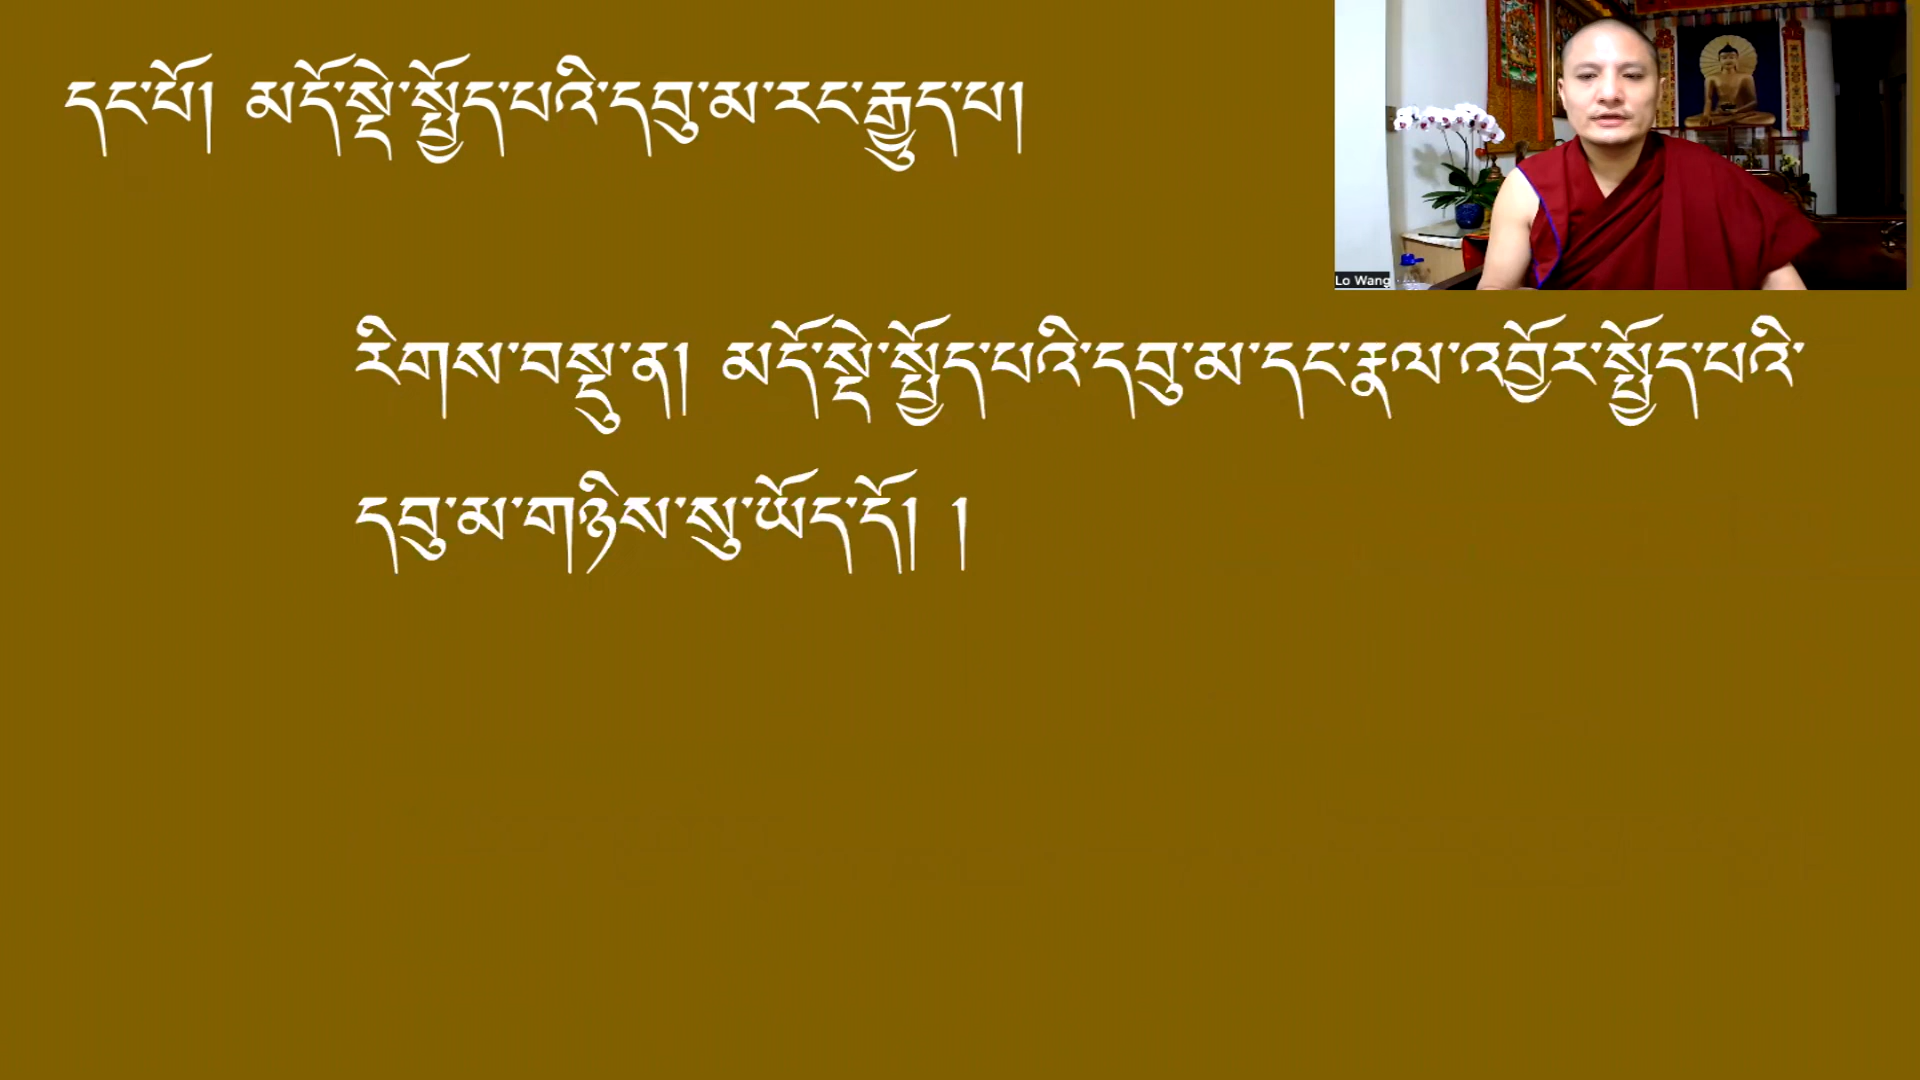 དང་པོ། མདོ་སྡེ་སྤྱོད་པའི་དབུ་མ་རང་རྒྱུད་པ།
Lo Wang
རིགས་བསྡུ་ན། མདོ་སྡེ་སྤྱོད་པའི་དབུ་མ་དང་རྣལ་འབྱོར་སྤྱོད་པའི་
དབུ་མ་གཉིས་སུ་ཡོད་དོ། །